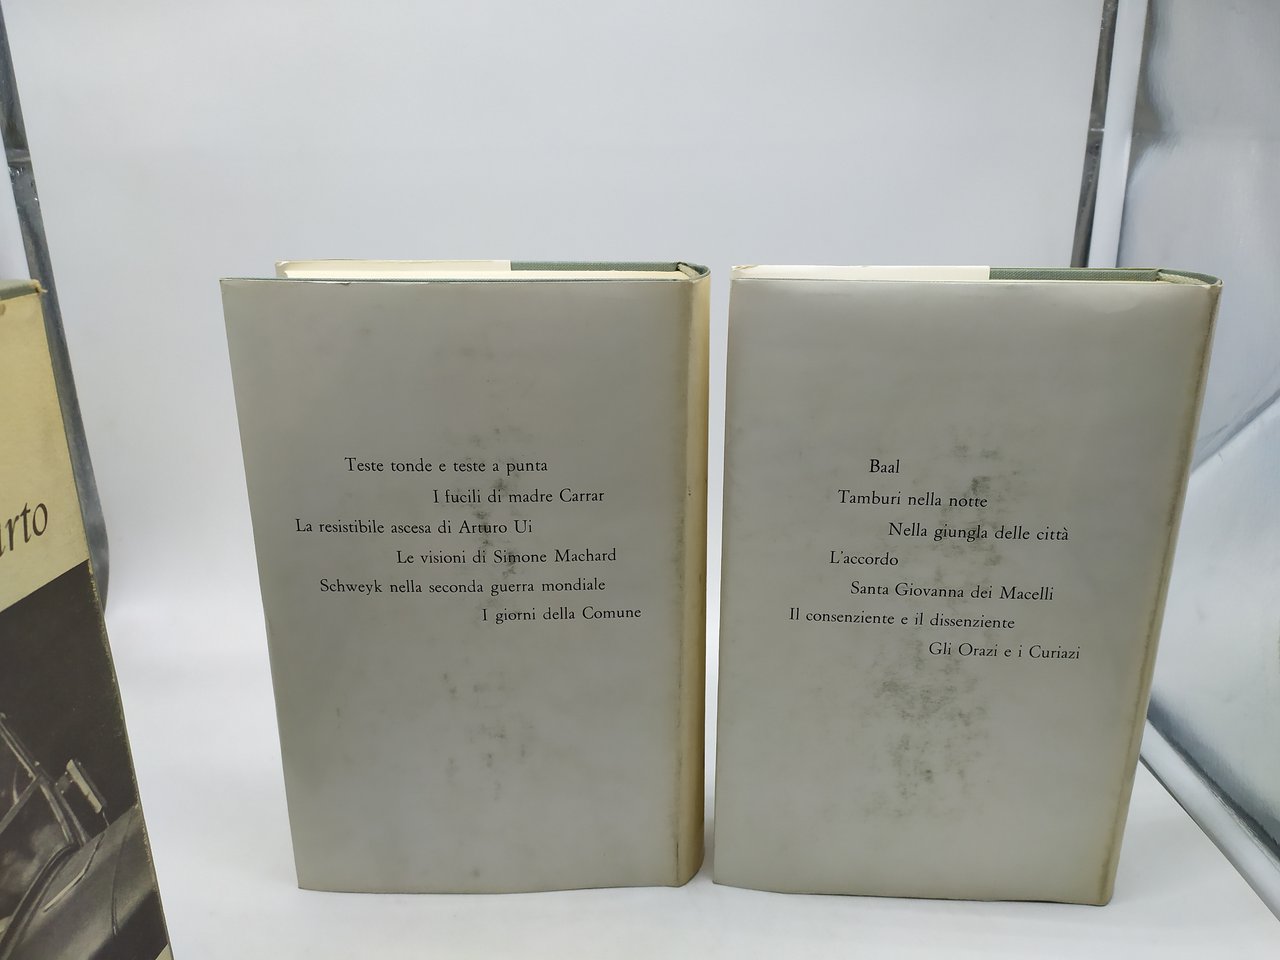 Teste tonde e teste a punta
I fucili di madre Carrar
La resistibile ascesa di Arturo Ui
Le visioni di Simone Machard
Schweyk nella seconda guerra mondiale
I giorni della Comune
Baal
Tamburi nella notte
Nella giungla delle città
L'accordo
Santa Giovanna dei Macelli
Il consenziente e il dissenziente
Gli Orazi e i Curiazi